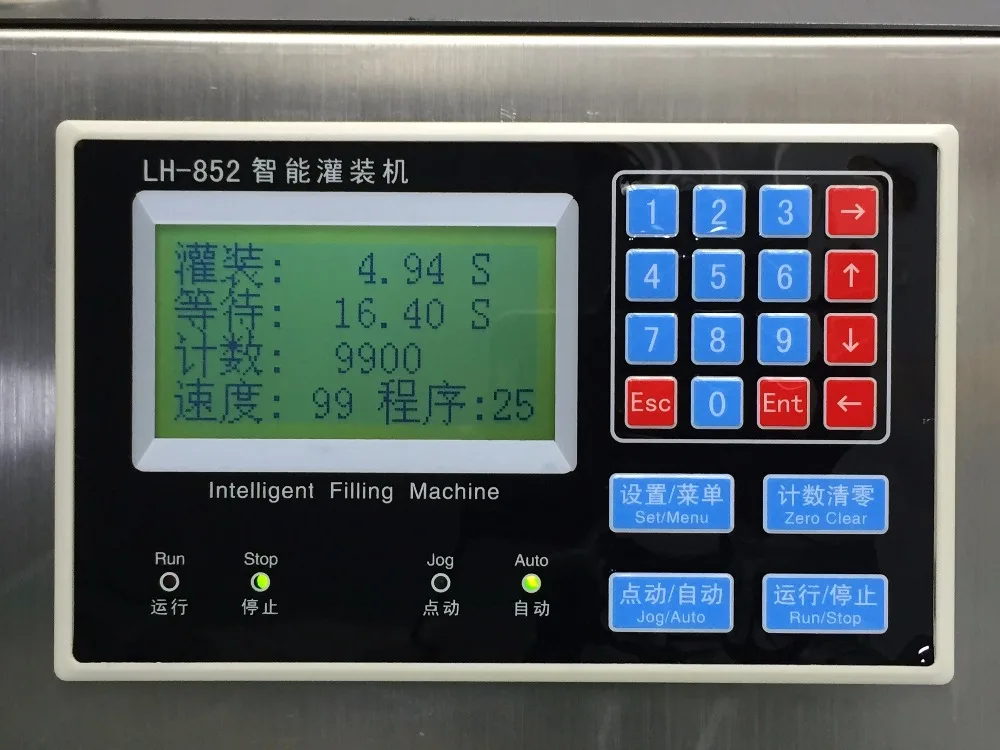 LH-852 智能灌装机
灌装: 4.94 S
等待: 16.40 S
计数: 9900
速度: 99 程序:25
Intelligent Filling Machine
Run
运行
Stop
停止
Jog
点动
Auto
自动
1 2 3 →
4 5 6 ↑
7 8 9 ↓
Esc 0 Ent ←
设置/菜单
Set/Menu
计数清零
Zero Clear
点动/自动
Jog/Auto
运行/停止
Run/Stop